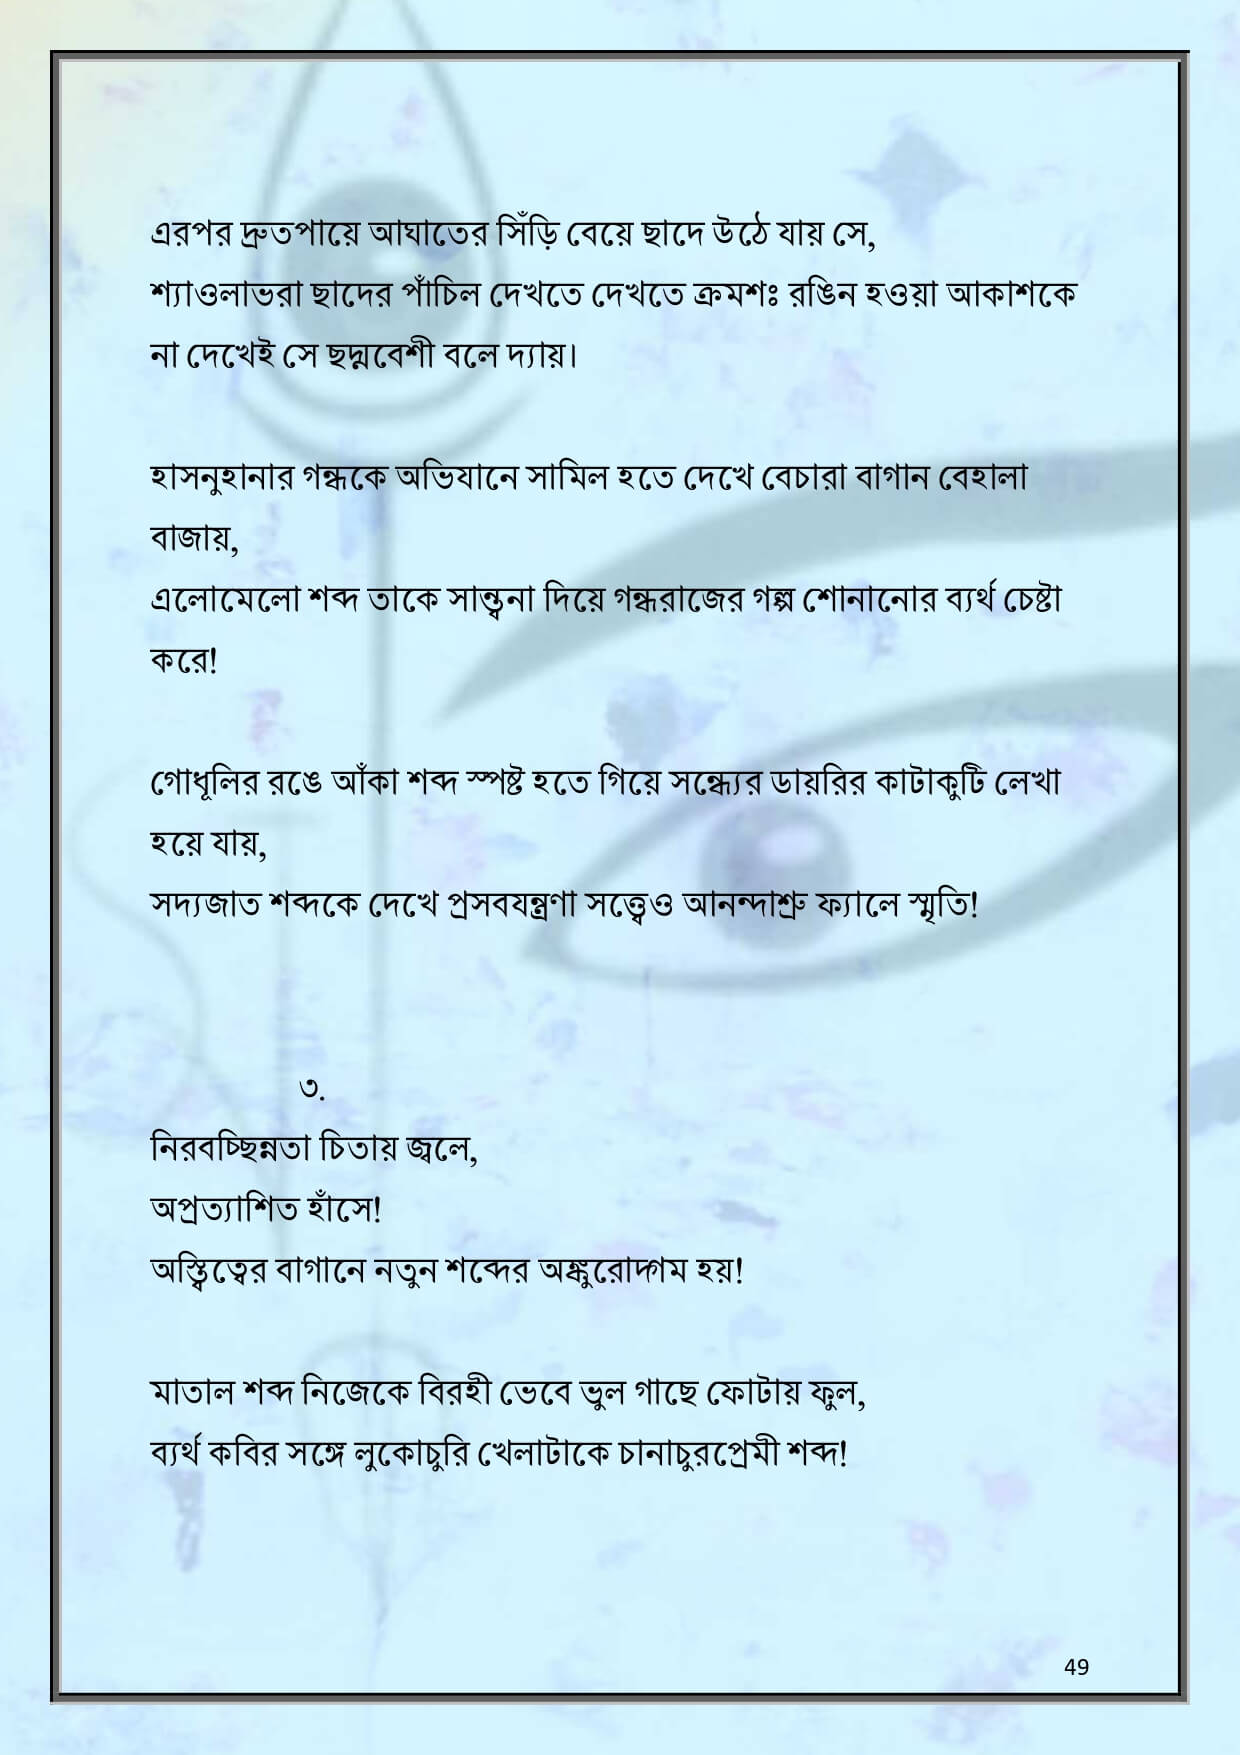 এরপর দ্রুতপায়ে আঘাতের সিঁড়ি বেয়ে ছাদে উঠে যায় সে,
শ্যাওলাভরা ছাদের পাঁচিল দেখতে দেখতে ক্রমশঃ রঙিন হওয়া আকাশকে
না দেখেই সে ছদ্মবেশী বলে দ্যায়।
হাসনুহানার গন্ধকে অভিযানে সামিল হতে দেখে বেচারা বাগান বেহালা
বাজায়,
এলোমেলো শব্দ তাকে সান্ত্বনা দিয়ে গন্ধরাজের গল্প শোনানোর ব্যর্থ চেষ্টা
করে!
গোধূলির রঙে আঁকা শব্দ স্পষ্ট হতে গিয়ে সন্ধ্যের ডায়রির কাটাকুটি লেখা
হয়ে যায়,
সদ্যজাত শব্দকে দেখে প্রসবযন্ত্রণা সত্ত্বেও আনন্দাশ্রু ফ্যালে স্মৃতি!
৩.
নিরবচ্ছিন্নতা চিতায় জ্বলে,
অপ্রত্যাশিত হাঁসে!
অস্ত্বিত্বের বাগানে নতুন শব্দের অঙ্কুরোদ্গম হয়!
মাতাল শব্দ নিজেকে বিরহী ভেবে ভুল গাছে ফোটায় ফুল,
ব্যর্থ কবির সঙ্গে লুকোচুরি খেলাটাকে চানাচুরপ্রেমী শব্দ!
49